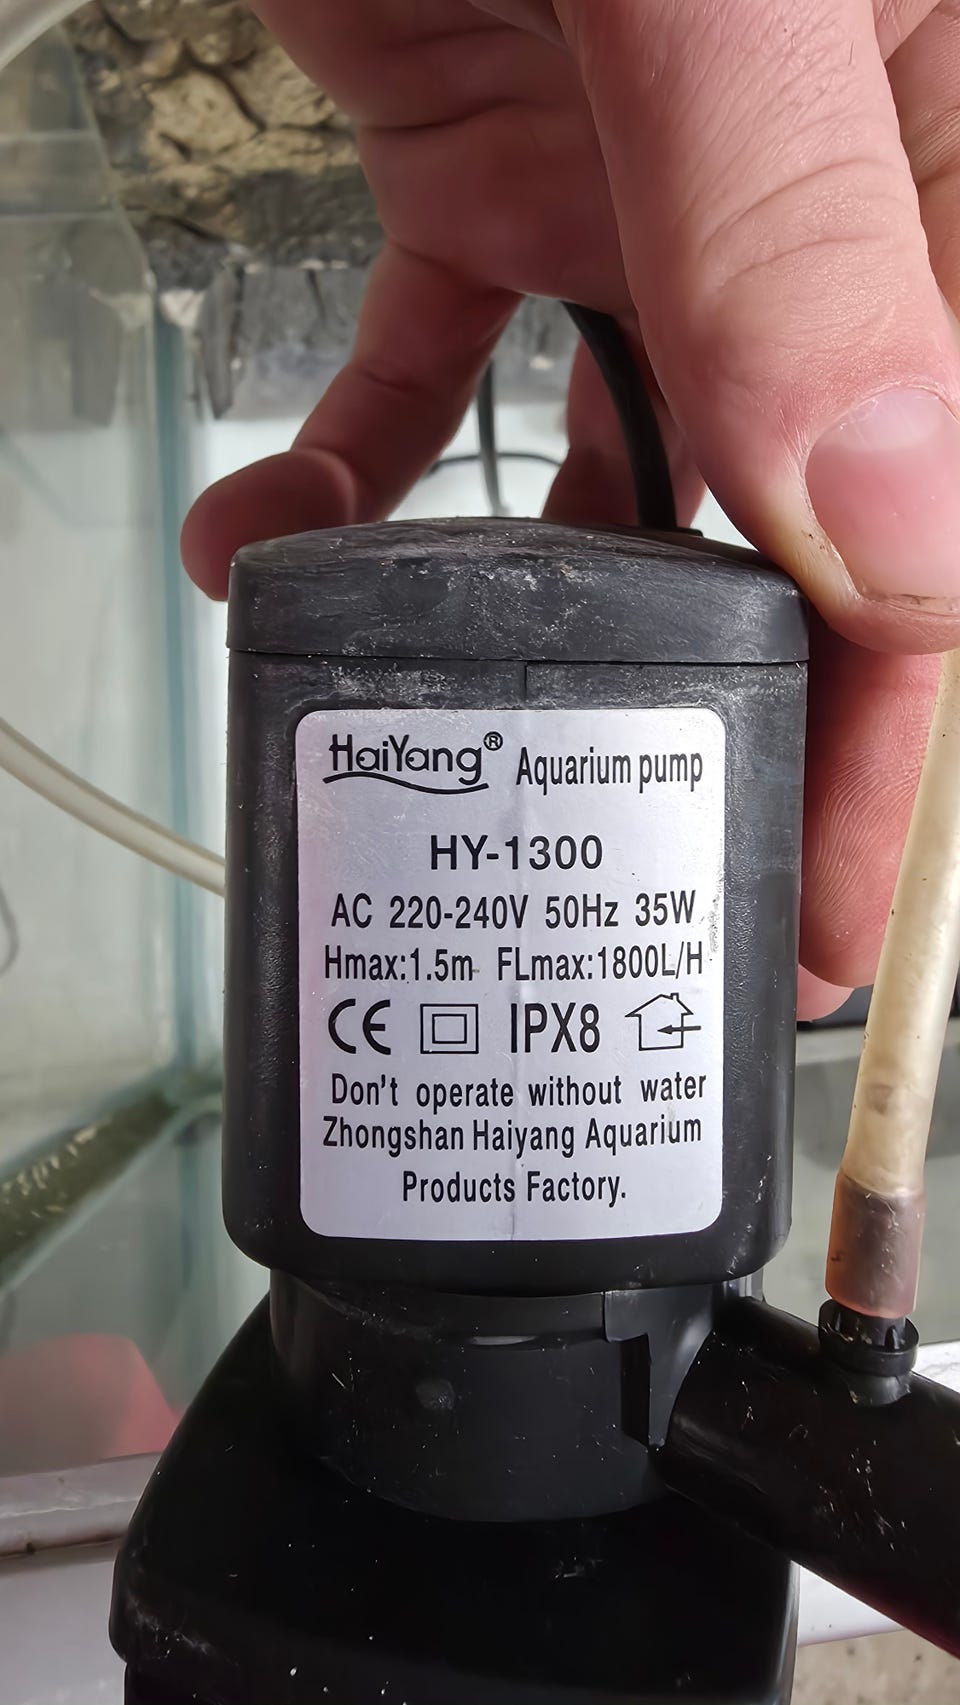 HaiYang® Aquarium pump
HY-1300
AC 220-240V 50Hz 35W
Hmax:1.5m FLmax:1800L/H
CE IPX8
Don't operate without water
Zhongshan Haiyang Aquarium
Products Factory.